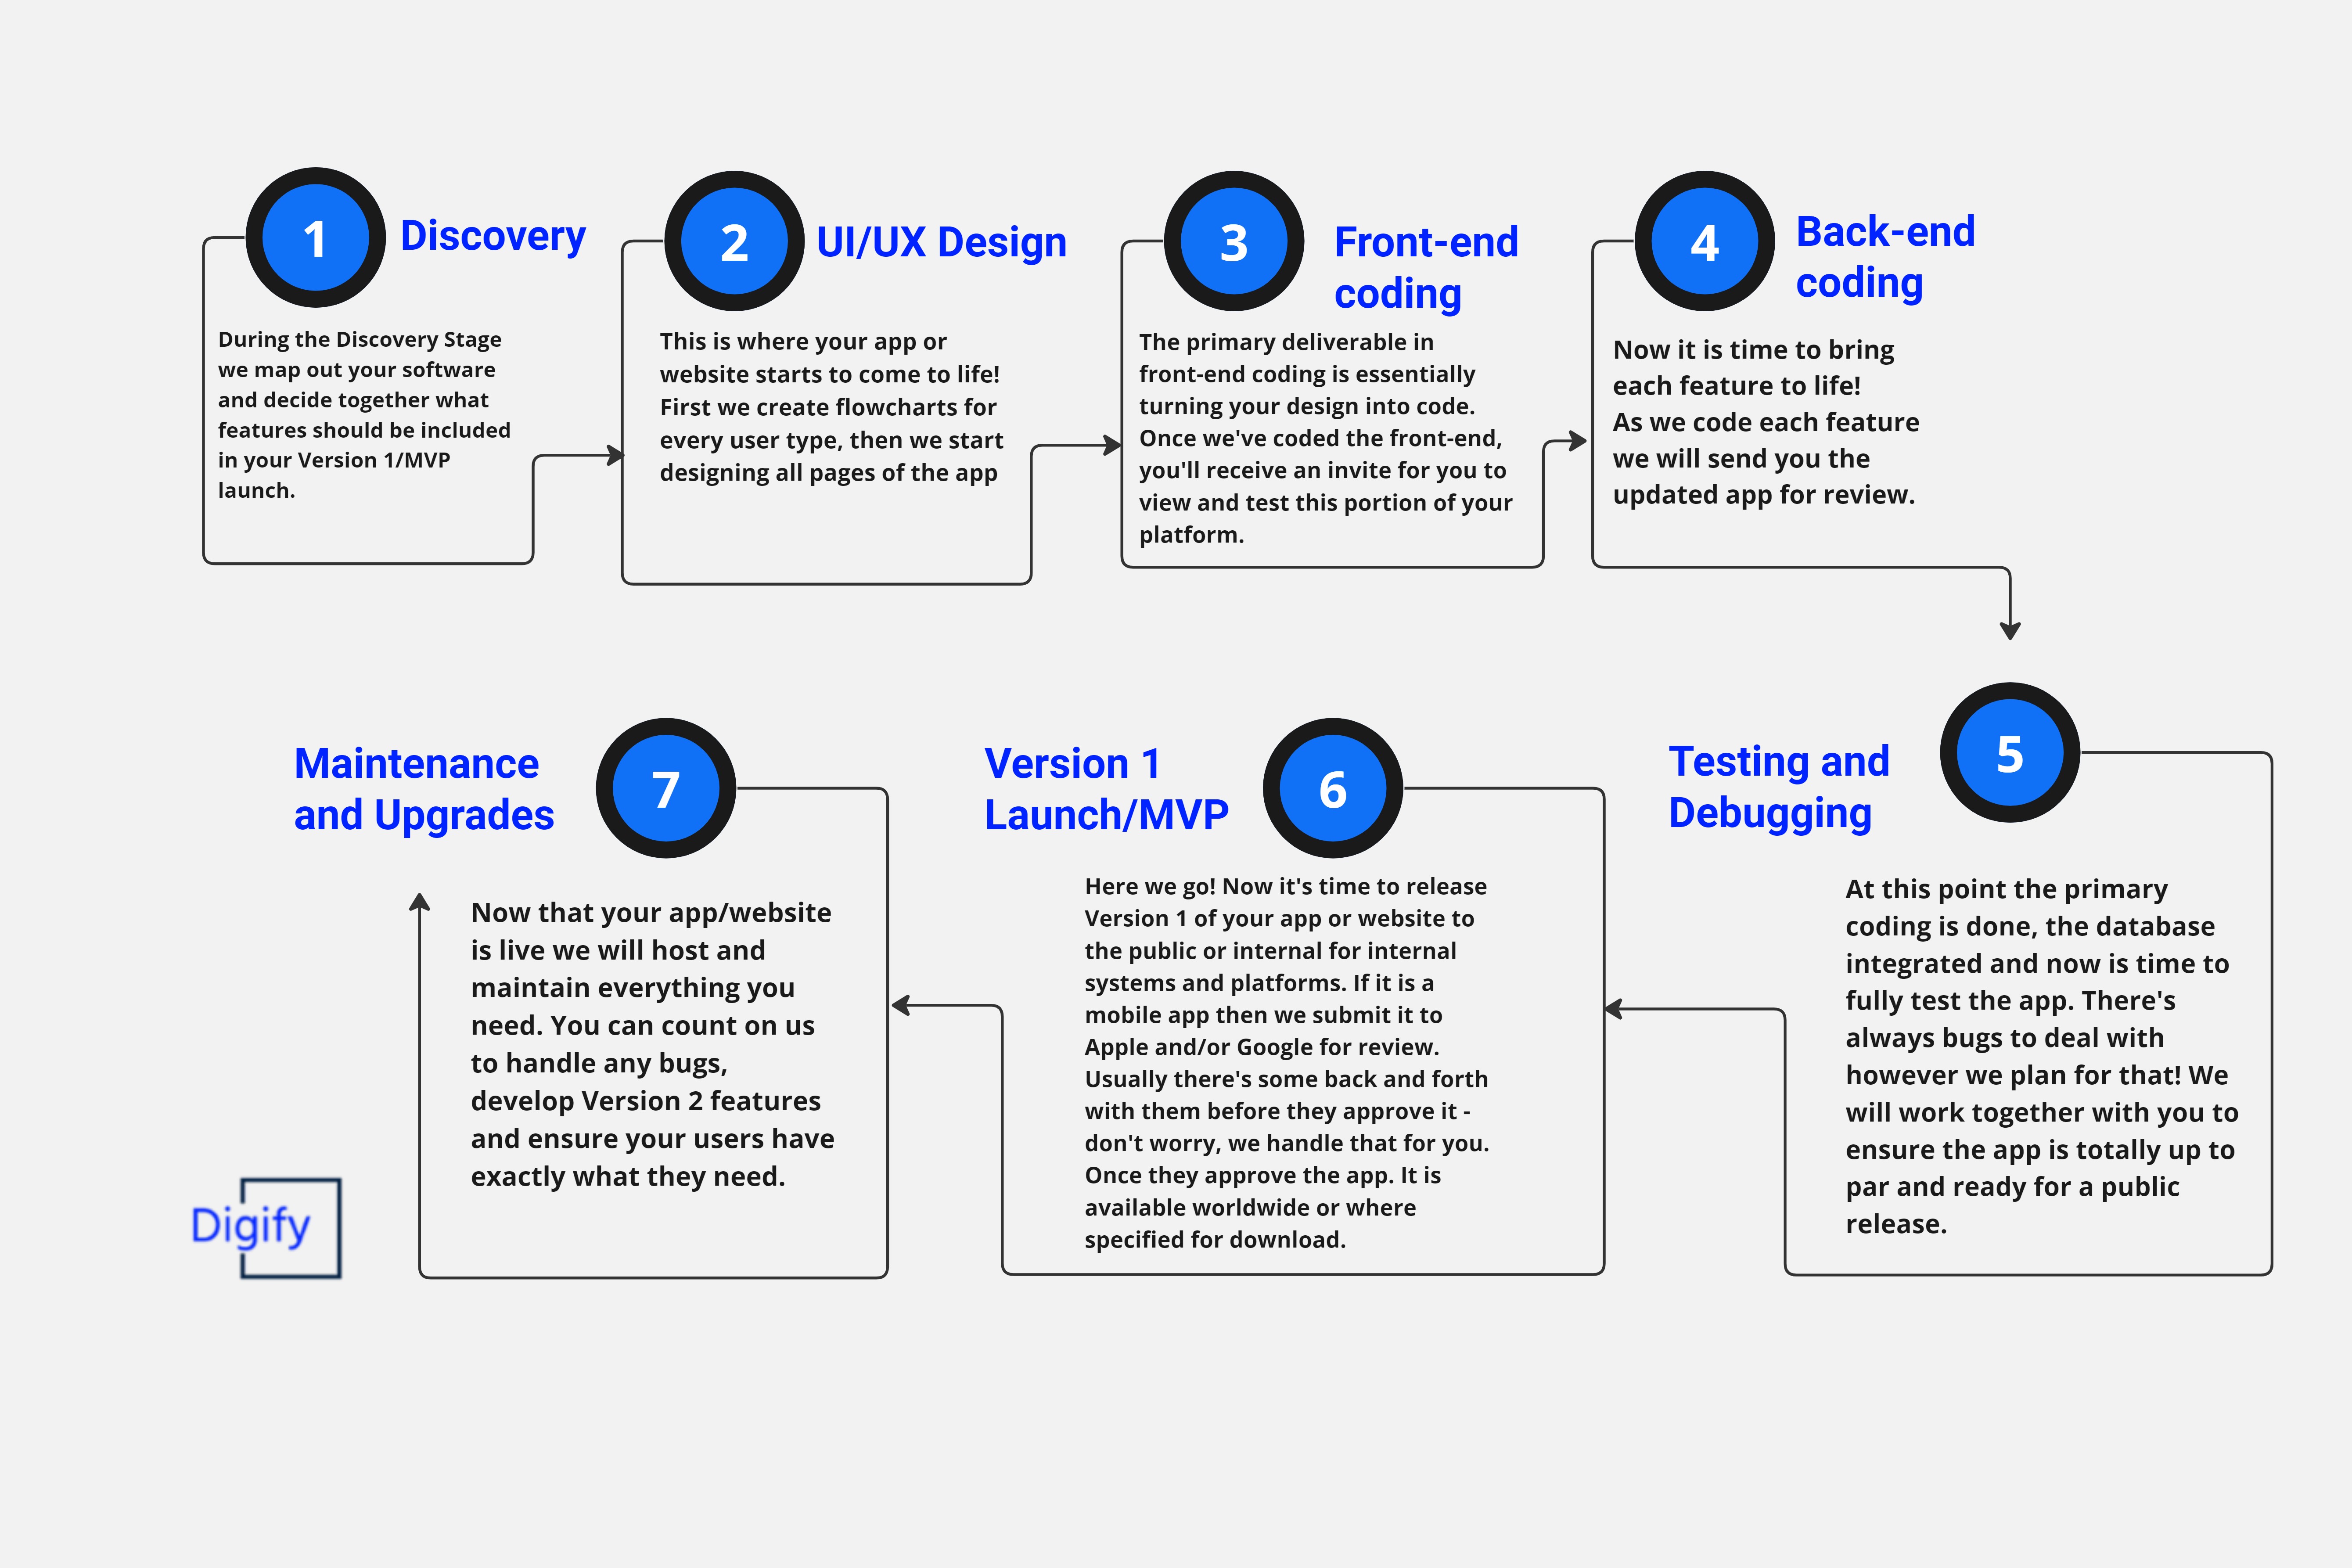 1
Discovery
During the Discovery Stage
we map out your software
and decide together what
features should be included
in your Version 1/MVP
launch.
2
UI/UX Design
This is where your app or
website starts to come to life!
First we create flowcharts for
every user type, then we start
designing all pages of the app
3
Front-end
coding
The primary deliverable in
front-end coding is essentially
turning your design into code.
Once we've coded the front-end,
you'll receive an invite for you to
view and test this portion of your
platform.
4
Back-end
coding
Now it is time to bring
each feature to life!
As we code each feature
we will send you the
updated app for review.
5
Testing and
Debugging
At this point the primary
coding is done, the database
integrated and now is time to
fully test the app. There's
always bugs to deal with
however we plan for that! We
will work together with you to
ensure the app is totally up to
par and ready for a public
release.
6
Version 1
Launch/MVP
Here we go! Now it's time to release
Version 1 of your app or website to
the public or internal for internal
systems and platforms. If it is a
mobile app then we submit it to
Apple and/or Google for review.
Usually there's some back and forth
with them before they approve it -
don't worry, we handle that for you.
Once they approve the app. It is
available worldwide or where
specified for download.
7
Maintenance
and Upgrades
Now that your app/website
is live we will host and
maintain everything you
need. You can count on us
to handle any bugs,
develop Version 2 features
and ensure your users have
exactly what they need.
Digify